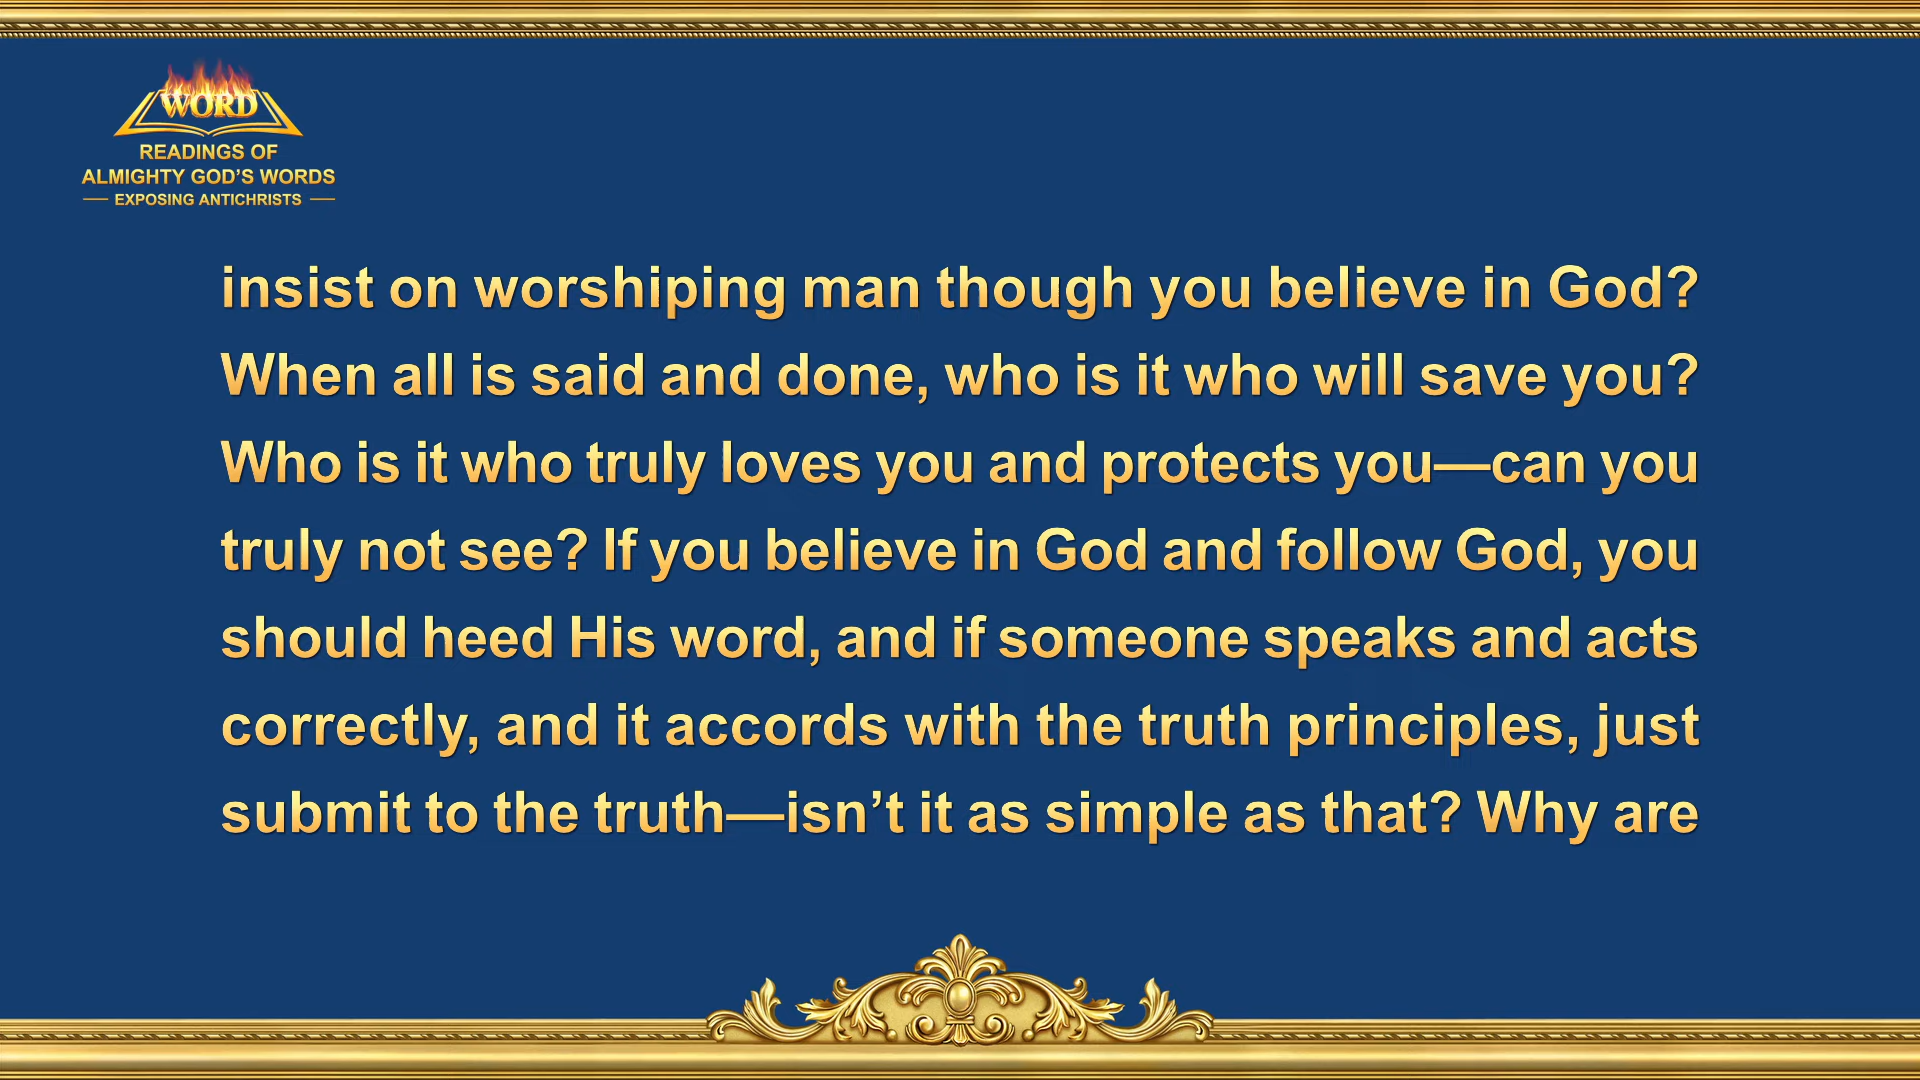 WORD
READINGS OF
ALMIGHTY GOD’S WORDS
EXPOSING ANTICHRISTS
insist on worshiping man though you believe in God?
When all is said and done, who is it who will save you?
Who is it who truly loves you and protects you—can you
truly not see? If you believe in God and follow God, you
should heed His word, and if someone speaks and acts
correctly, and it accords with the truth principles, just
submit to the truth—isn’t it as simple as that? Why are